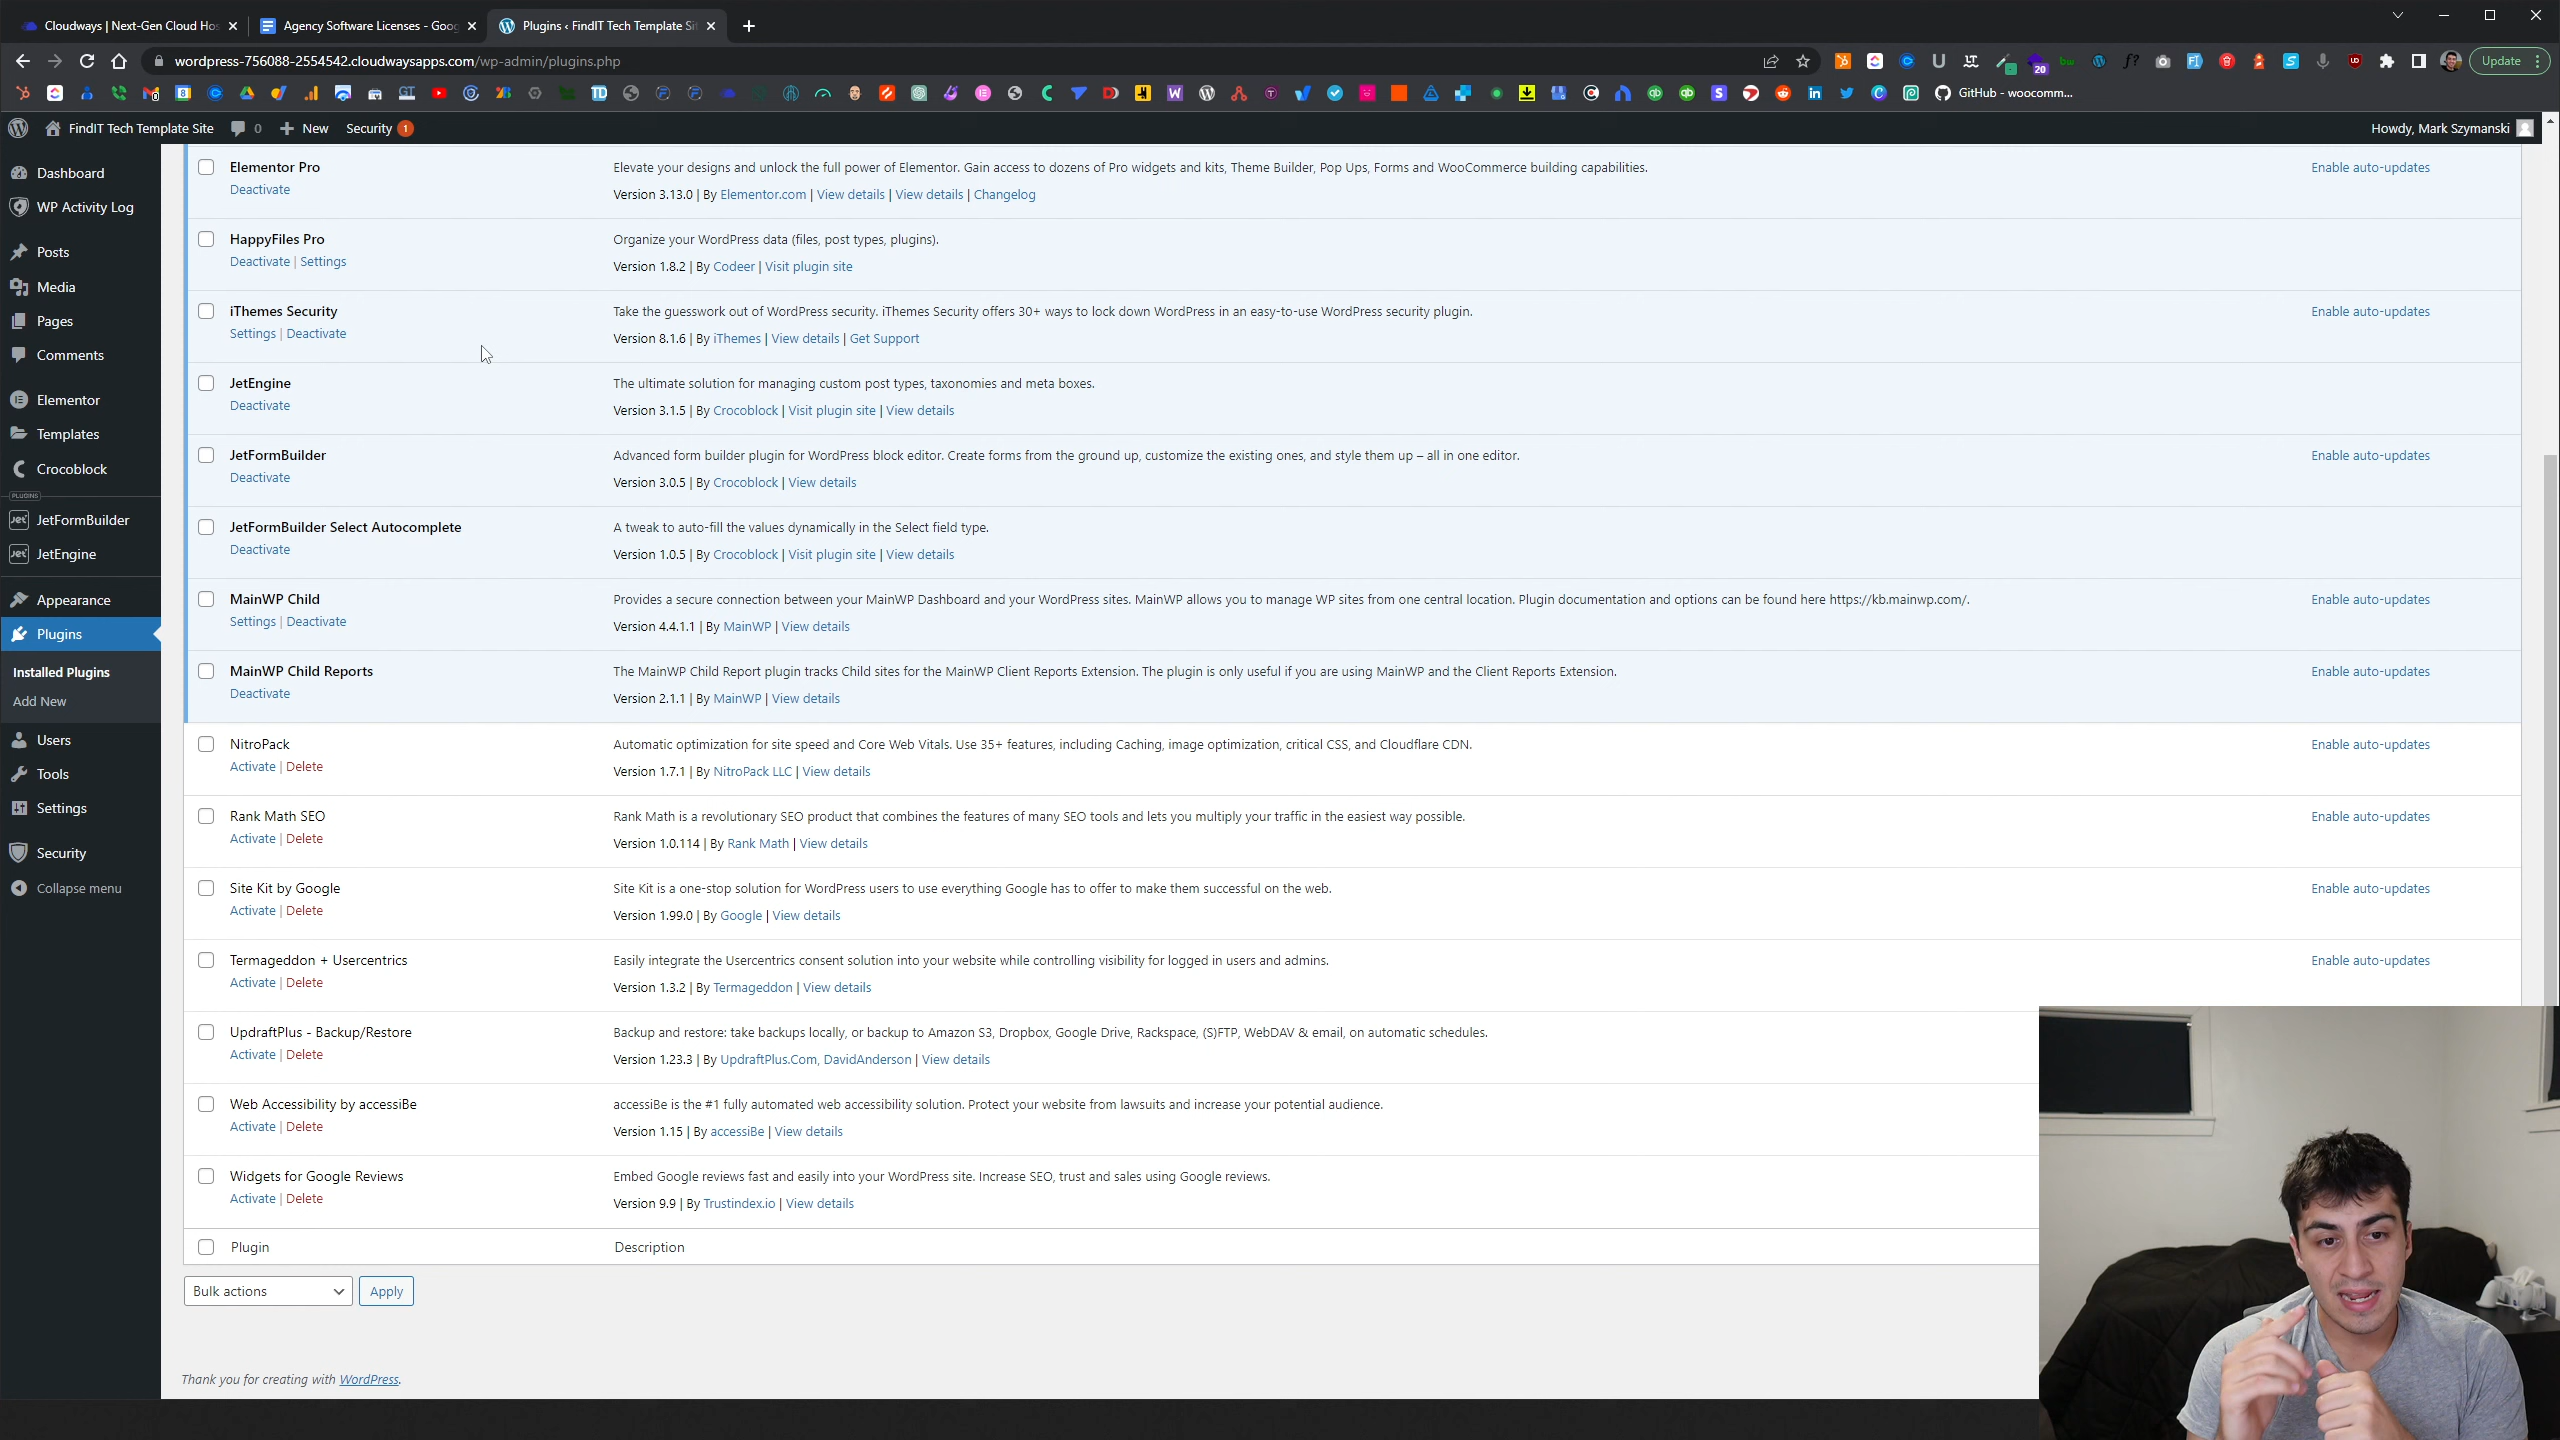 Cloudways | Next-Gen Cloud Hos
Agency Software Licenses - Goog
Plugins ‹ FindIT Tech Template Si
wordpress-756088-2554542.cloudwaysapps.com/wp-admin/plugins.php
20
Update
GitHub - woocomm...
FindIT Tech Template Site
0
New
Security 1
Howdy, Mark Szymanski
Dashboard
WP Activity Log
Posts
Media
Pages
Comments
Elementor
Templates
Crocoblock
PLUGINS
JetFormBuilder
JetEngine
Appearance
Plugins
Installed Plugins
Add New
Users
Tools
Settings
Security
Collapse menu
Elementor Pro
Deactivate
Elevate your designs and unlock the full power of Elementor. Gain access to dozens of Pro widgets and kits, Theme Builder, Pop Ups, Forms and WooCommerce building capabilities.
Version 3.13.0 | By Elementor.com | View details | View details | Changelog
Enable auto-updates
HappyFiles Pro
Deactivate | Settings
Organize your WordPress data (files, post types, plugins).
Version 1.8.2 | By Codeer | Visit plugin site
iThemes Security
Settings | Deactivate
Take the guesswork out of WordPress security. iThemes Security offers 30+ ways to lock down WordPress in an easy-to-use WordPress security plugin.
Version 8.1.6 | By iThemes | View details | Get Support
Enable auto-updates
JetEngine
Deactivate
The ultimate solution for managing custom post types, taxonomies and meta boxes.
Version 3.1.5 | By Crocoblock | Visit plugin site | View details
JetFormBuilder
Deactivate
Advanced form builder plugin for WordPress block editor. Create forms from the ground up, customize the existing ones, and style them up – all in one editor.
Version 3.0.5 | By Crocoblock | View details
Enable auto-updates
JetFormBuilder Select Autocomplete
Deactivate
A tweak to auto-fill the values dynamically in the Select field type.
Version 1.0.5 | By Crocoblock | Visit plugin site | View details
MainWP Child
Settings | Deactivate
Provides a secure connection between your MainWP Dashboard and your WordPress sites. MainWP allows you to manage WP sites from one central location. Plugin documentation and options can be found here https://kb.mainwp.com/.
Version 4.4.1.1 | By MainWP | View details
Enable auto-updates
MainWP Child Reports
Deactivate
The MainWP Child Report plugin tracks Child sites for the MainWP Client Reports Extension. The plugin is only useful if you are using MainWP and the Client Reports Extension.
Version 2.1.1 | By MainWP | View details
Enable auto-updates
NitroPack
Activate | Delete
Automatic optimization for site speed and Core Web Vitals. Use 35+ features, including Caching, image optimization, critical CSS, and Cloudflare CDN.
Version 1.7.1 | By NitroPack LLC | View details
Enable auto-updates
Rank Math SEO
Activate | Delete
Rank Math is a revolutionary SEO product that combines the features of many SEO tools and lets you multiply your traffic in the easiest way possible.
Version 1.0.114 | By Rank Math | View details
Enable auto-updates
Site Kit by Google
Activate | Delete
Site Kit is a one-stop solution for WordPress users to use everything Google has to offer to make them successful on the web.
Version 1.99.0 | By Google | View details
Enable auto-updates
Termageddon + Usercentrics
Activate | Delete
Easily integrate the Usercentrics consent solution into your website while controlling visibility for logged in users and admins.
Version 1.3.2 | By Termageddon | View details
Enable auto-updates
UpdraftPlus - Backup/Restore
Activate | Delete
Backup and restore: take backups locally, or backup to Amazon S3, Dropbox, Google Drive, Rackspace, (S)FTP, WebDAV & email, on automatic schedules.
Version 1.23.3 | By UpdraftPlus.Com, DavidAnderson | View details
Web Accessibility by accessiBe
Activate | Delete
accessiBe is the #1 fully automated web accessibility solution. Protect your website from lawsuits and increase your potential audience.
Version 1.15 | By accessiBe | View details
Widgets for Google Reviews
Activate | Delete
Embed Google reviews fast and easily into your WordPress site. Increase SEO, trust and sales using Google reviews.
Version 9.9 | By Trustindex.io | View details
Plugin
Description
Bulk actions
Apply
Thank you for creating with WordPress.